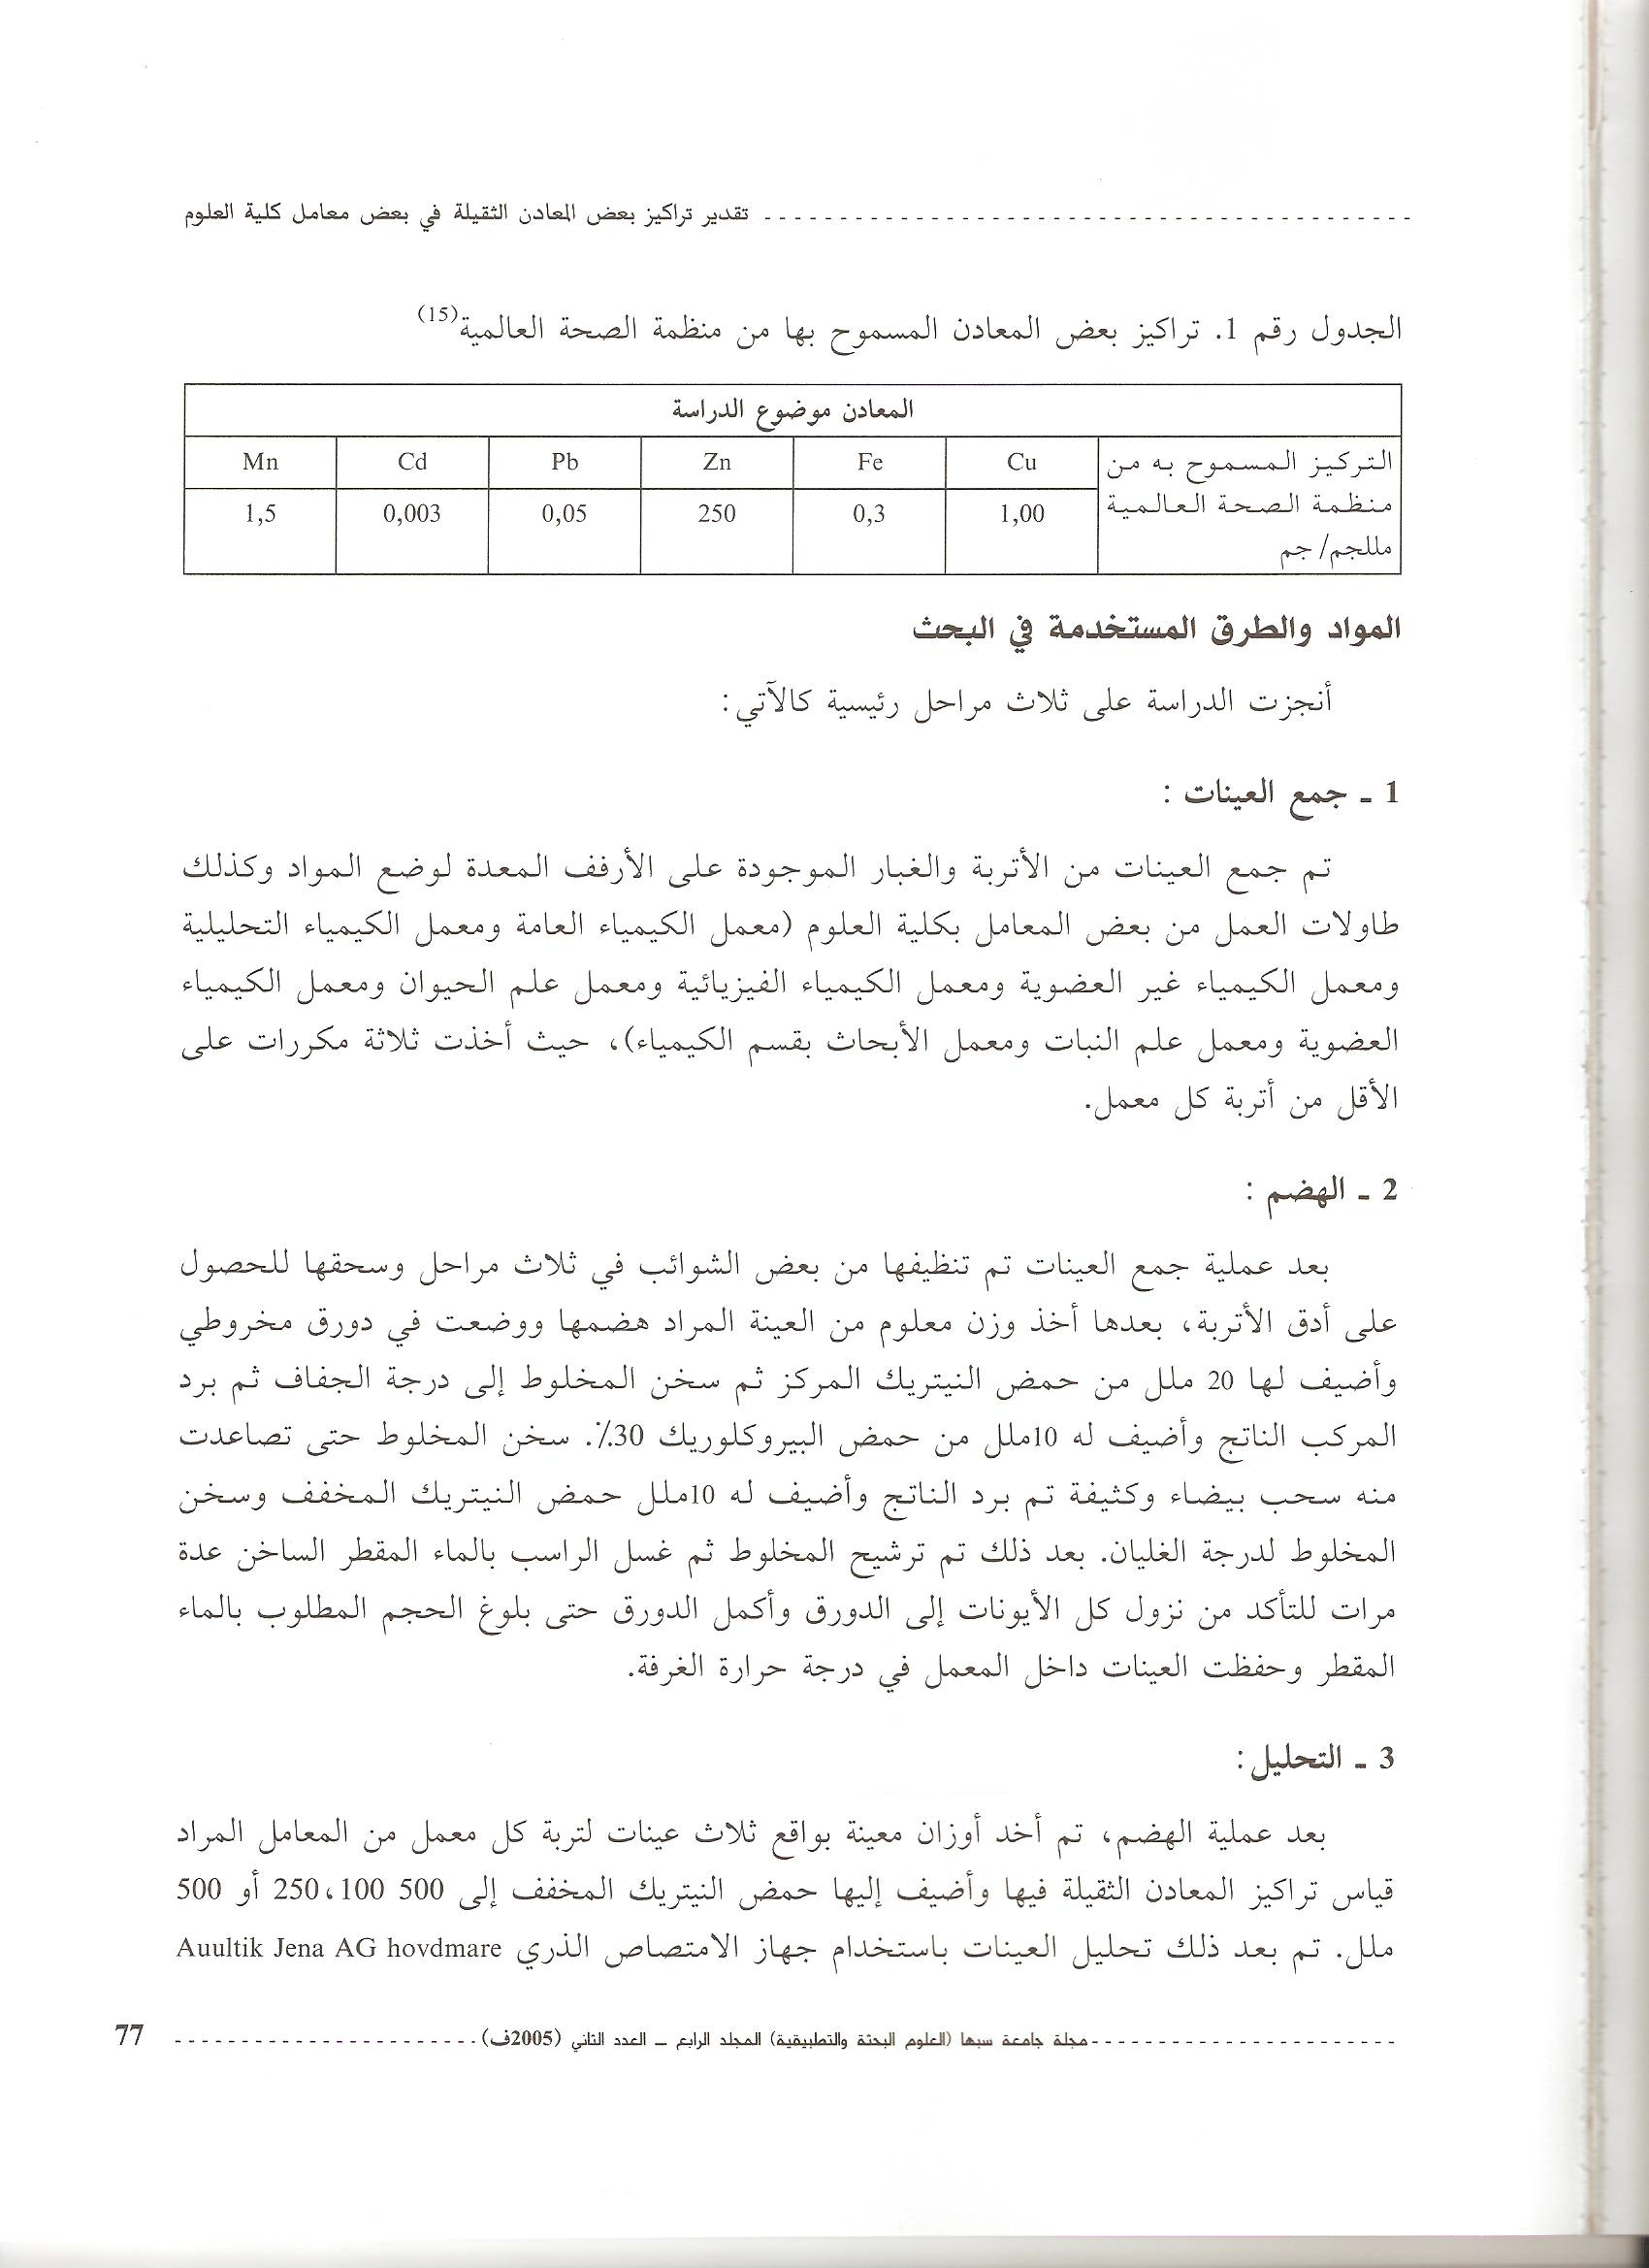 تقدير تراكيز بعض المعادن الثقيلة في بعض معامل كلية العلوم
الجدول رقم 1. تراكيز بعض المعادن المسموح بها من منظمة الصحة العالمية(15)
المعادن موضوع الدراسة
التركيز المسموح به من Cu Fe Zn Pb Cd Mn
منظمة الصحة العالمية 1,00 0,3 250 0,05 0,003 1,5
مللجم/جم
المواد والطرق المستخدمة في البحث
أنجزت الدراسة على ثلاث مراحل رئيسية كالآتي:
1 ـ جمع العينات :
تم جمع العينات من الأتربة والغبار الموجودة على الأرفف المعدة لوضع المواد وكذلك
طاولات العمل من بعض المعامل بكلية العلوم (معمل الكيمياء العامة ومعمل الكيمياء التحليلية
ومعمل الكيمياء غير العضوية ومعمل الكيمياء الفيزيائية ومعمل علم الحيوان ومعمل الكيمياء
العضوية ومعمل علم النبات ومعمل الأبحاث بقسم الكيمياء)، حيث أخذت ثلاثة مكررات على
الأقل من أتربة كل معمل.
2 ـ الهضم :
بعد عملية جمع العينات تم تنظيفها من بعض الشوائب في ثلاث مراحل وسحقها للحصول
على أدق الأتربة، بعدها أخذ وزن معلوم من العينة المراد هضمها ووضعت في دورق مخروطي
وأضيف لها 20 ملل من حمض النيتريك المركز ثم سخن المخلوط إلى درجة الجفاف ثم برد
المركب الناتج وأضيف له 10ملل من حمض البيروكلوريك 30٪. سخن المخلوط حتى تصاعدت
منه سحب بيضاء وكثيفة تم برد الناتج وأضيف له 10ملل حمض النيتريك المخفف وسخن
المخلوط لدرجة الغليان. بعد ذلك تم ترشيح المخلوط ثم غسل الراسب بالماء المقطر الساخن عدة
مرات للتأكد من نزول كل الأيونات إلى الدورق وأكمل الدورق حتى بلوغ الحجم المطلوب بالماء
المقطر وحفظت العينات داخل المعمل في درجة حرارة الغرفة.
3 ـ التحليل:
بعد عملية الهضم، تم أخد أوزان معينة بواقع ثلاث عينات لتربة كل معمل من المعامل المراد
قياس تراكيز المعادن الثقيلة فيها وأضيف إليها حمض النيتريك المخفف إلى 500 100،250 أو 500
ملل. تم بعد ذلك تحليل العينات باستخدام جهاز الامتصاص الذري Auultik Jena AG hovdmare
مجلة جامعة سبها (العلوم البحثة والتطبيقية) المجلد الرابع ــ العدد الثاني (2005ف) 77